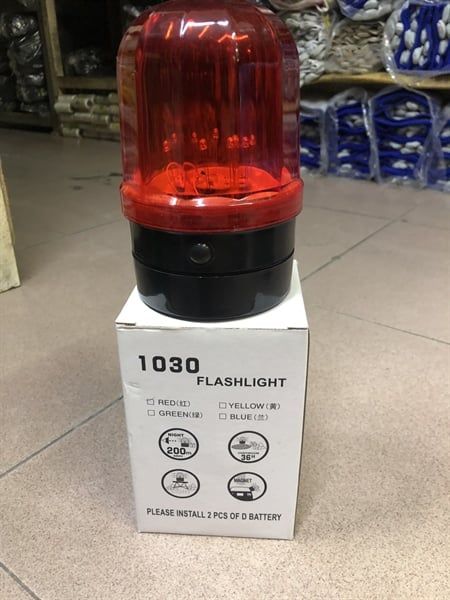 1030
FLASHLIGHT
RED(红) YELLOW(黄)
GREEN(绿) BLUE(兰)
NIGHT
200M
36H
MAGNET
PLEASE INSTALL 2 PCS OF D BATTERY